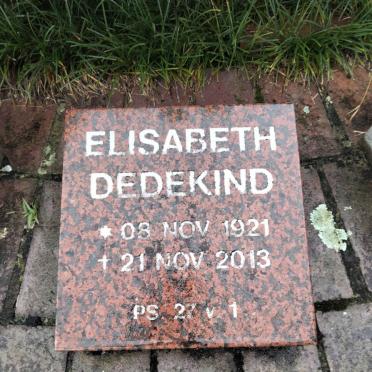 ELISABETH
DEDEKIND
* 08 NOV 1921
† 21 NOV 2013
PS. 27 v. 1